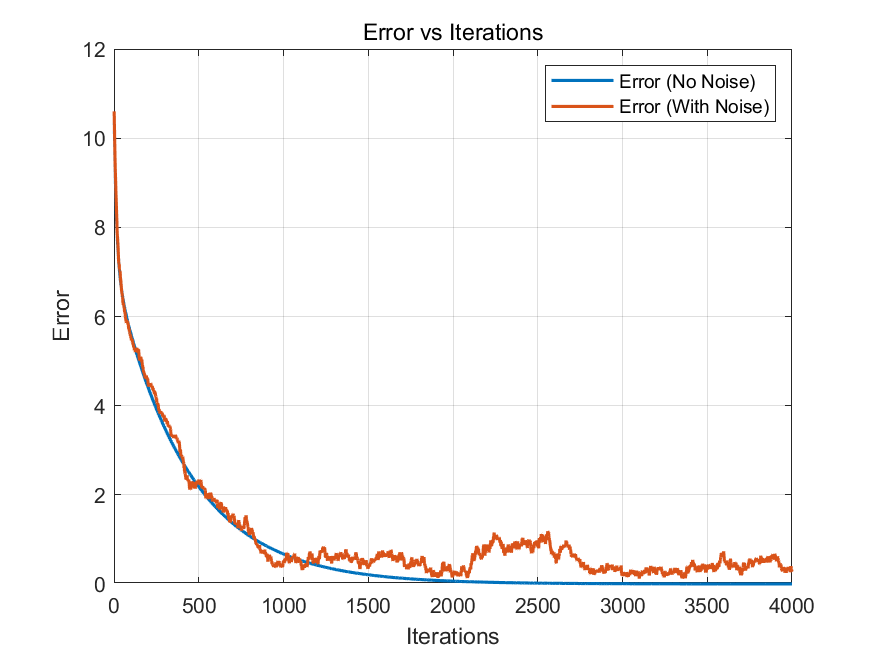 Error vs Iterations
12
10
8
6
4
2
0
Error
Error (No Noise)
Error (With Noise)
0 500 1000 1500 2000 2500 3000 3500 4000
Iterations